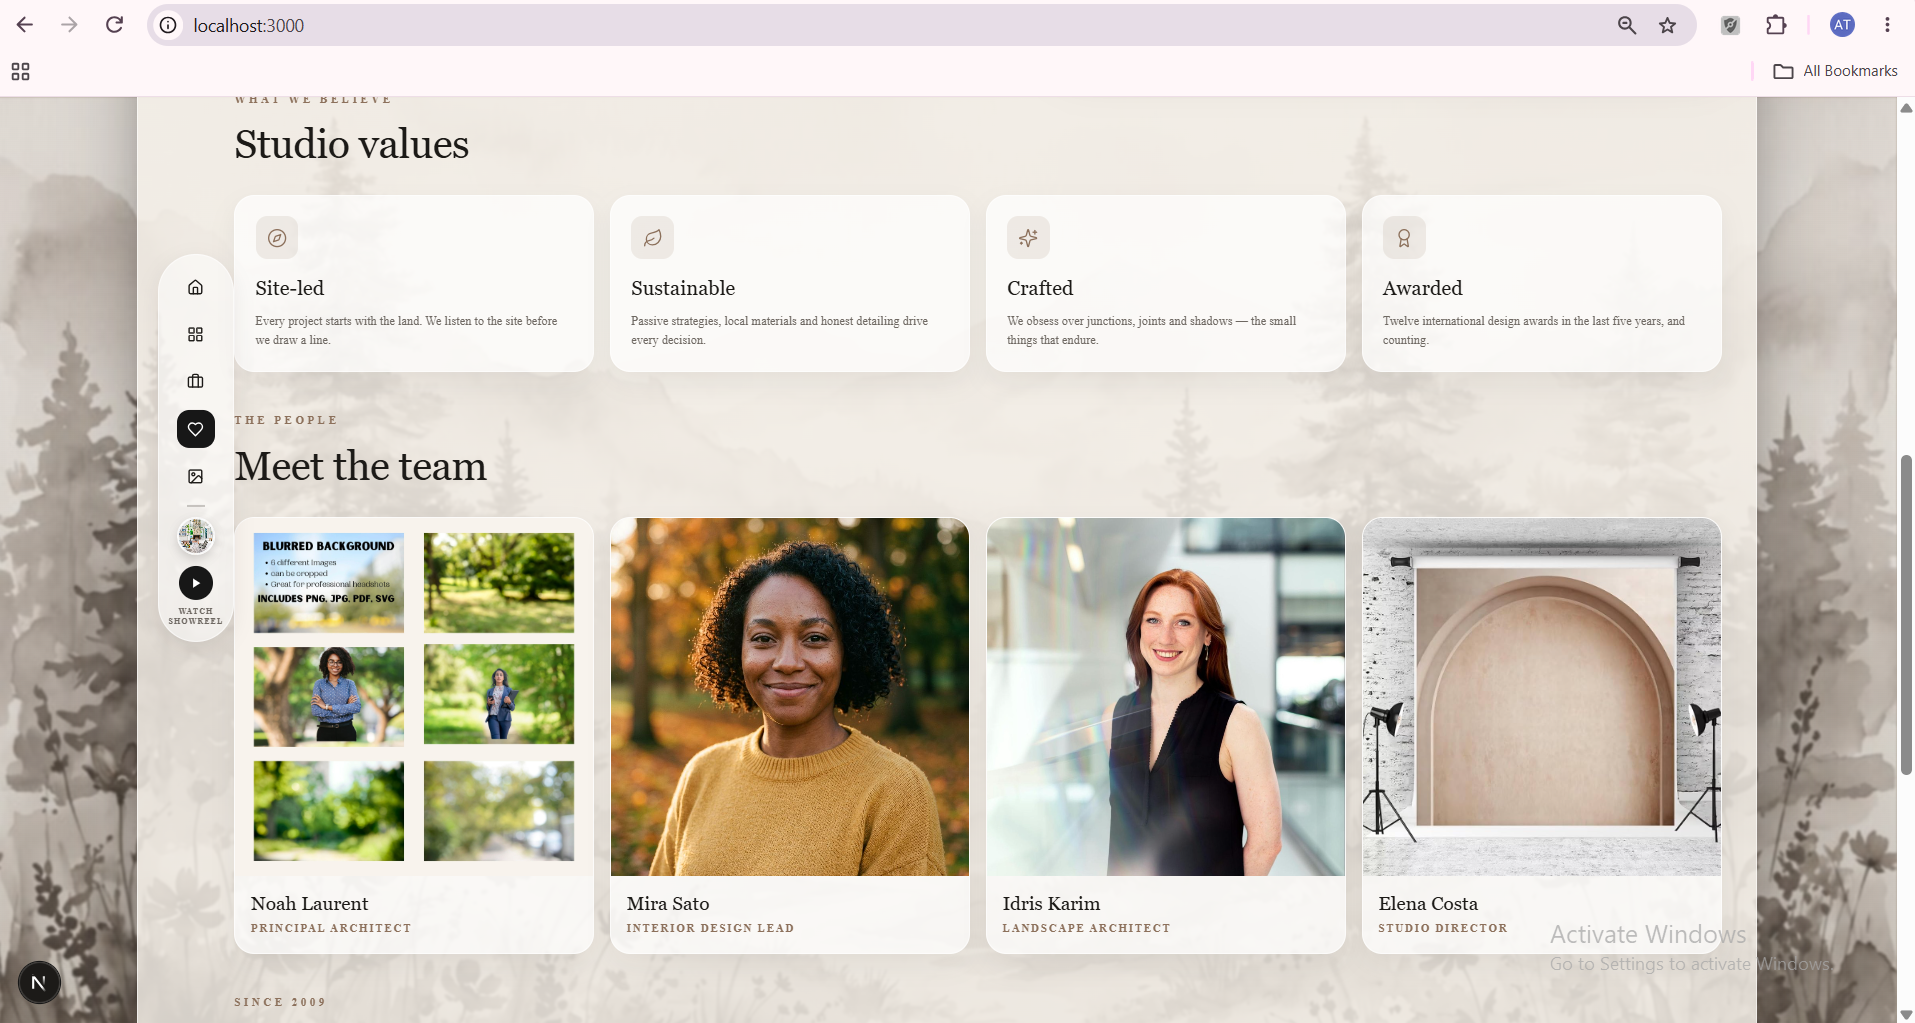 localhost:3000
AT
All Bookmarks
WHAT WE BELIEVE
Studio values
Site-led
Every project starts with the land. We listen to the site before
we draw a line.
Sustainable
Passive strategies, local materials and honest detailing drive
every decision.
Crafted
We obsess over junctions, joints and shadows — the small
things that endure.
Awarded
Twelve international design awards in the last five years, and
counting.
THE PEOPLE
Meet the team
WATCH
SHOWREEL
BLURRED BACKGROUND
• 6 different images
• can be cropped
• Great for professional headshots
INCLUDES PNG, JPG, PDF, SVG
Noah Laurent
PRINCIPAL ARCHITECT
Mira Sato
INTERIOR DESIGN LEAD
Idris Karim
LANDSCAPE ARCHITECT
Elena Costa
STUDIO DIRECTOR
Activate Windows
Go to Settings to activate Windows.
N
SINCE 2009